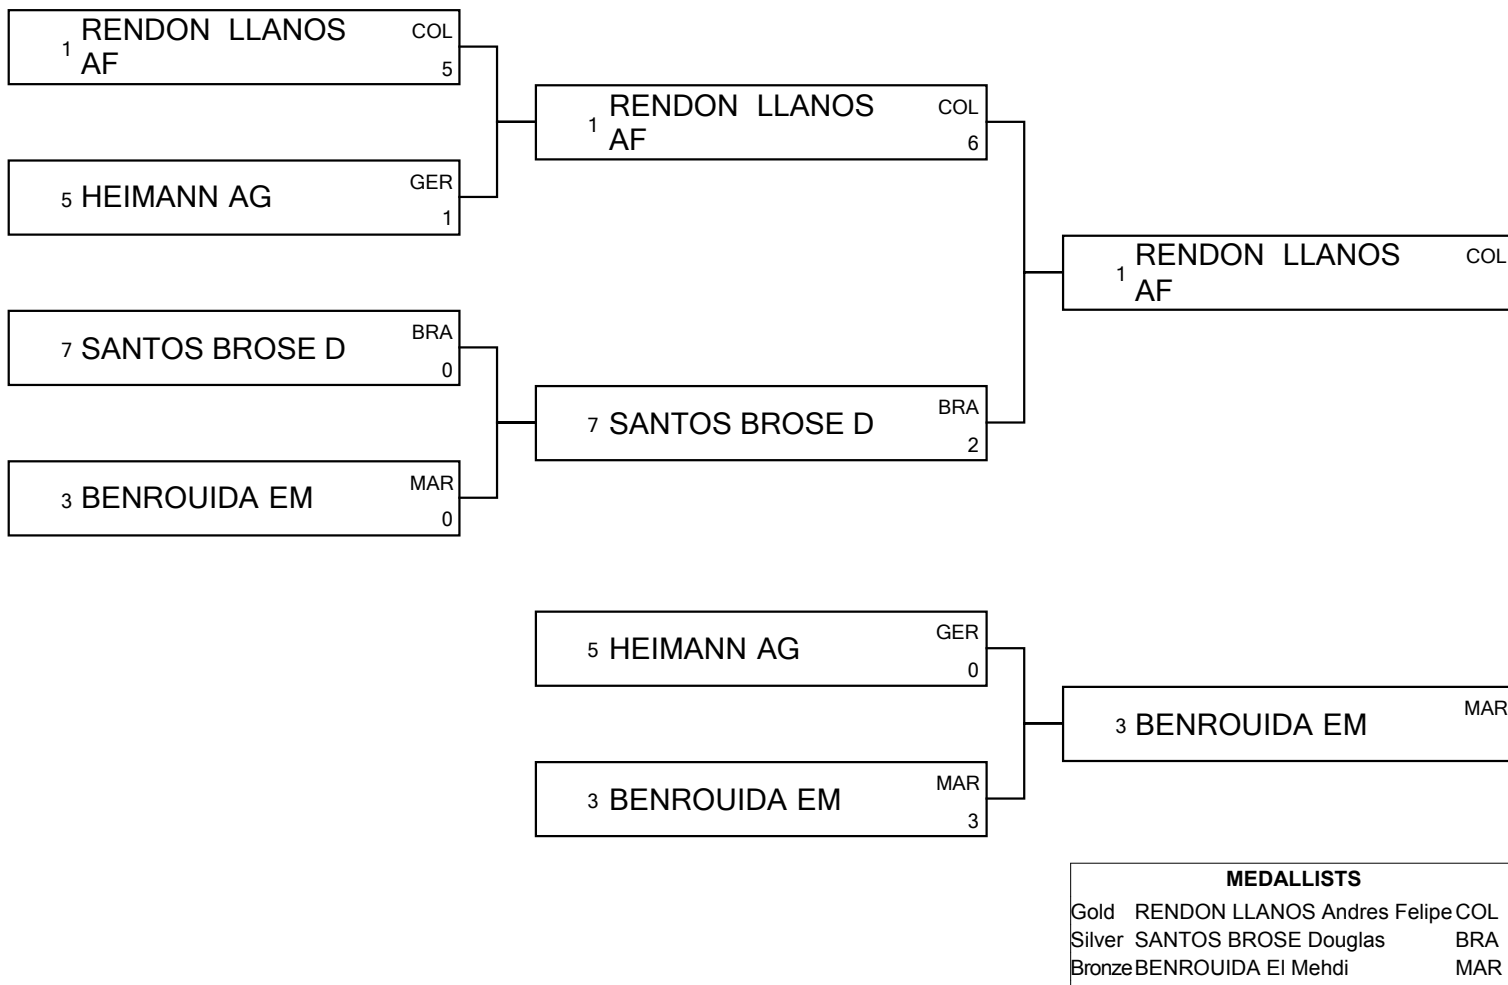 1 RENDON LLANOS AF COL 5
5 HEIMANN AG GER 1
7 SANTOS BROSE D BRA 0
3 BENROUIDA EM MAR 0
1 RENDON LLANOS AF COL 6
7 SANTOS BROSE D BRA 2
1 RENDON LLANOS AF COL
5 HEIMANN AG GER 0
3 BENROUIDA EM MAR 3
3 BENROUIDA EM MAR
MEDALLISTS
Gold RENDON LLANOS Andres Felipe COL
Silver SANTOS BROSE Douglas BRA
Bronze BENROUIDA El Mehdi MAR